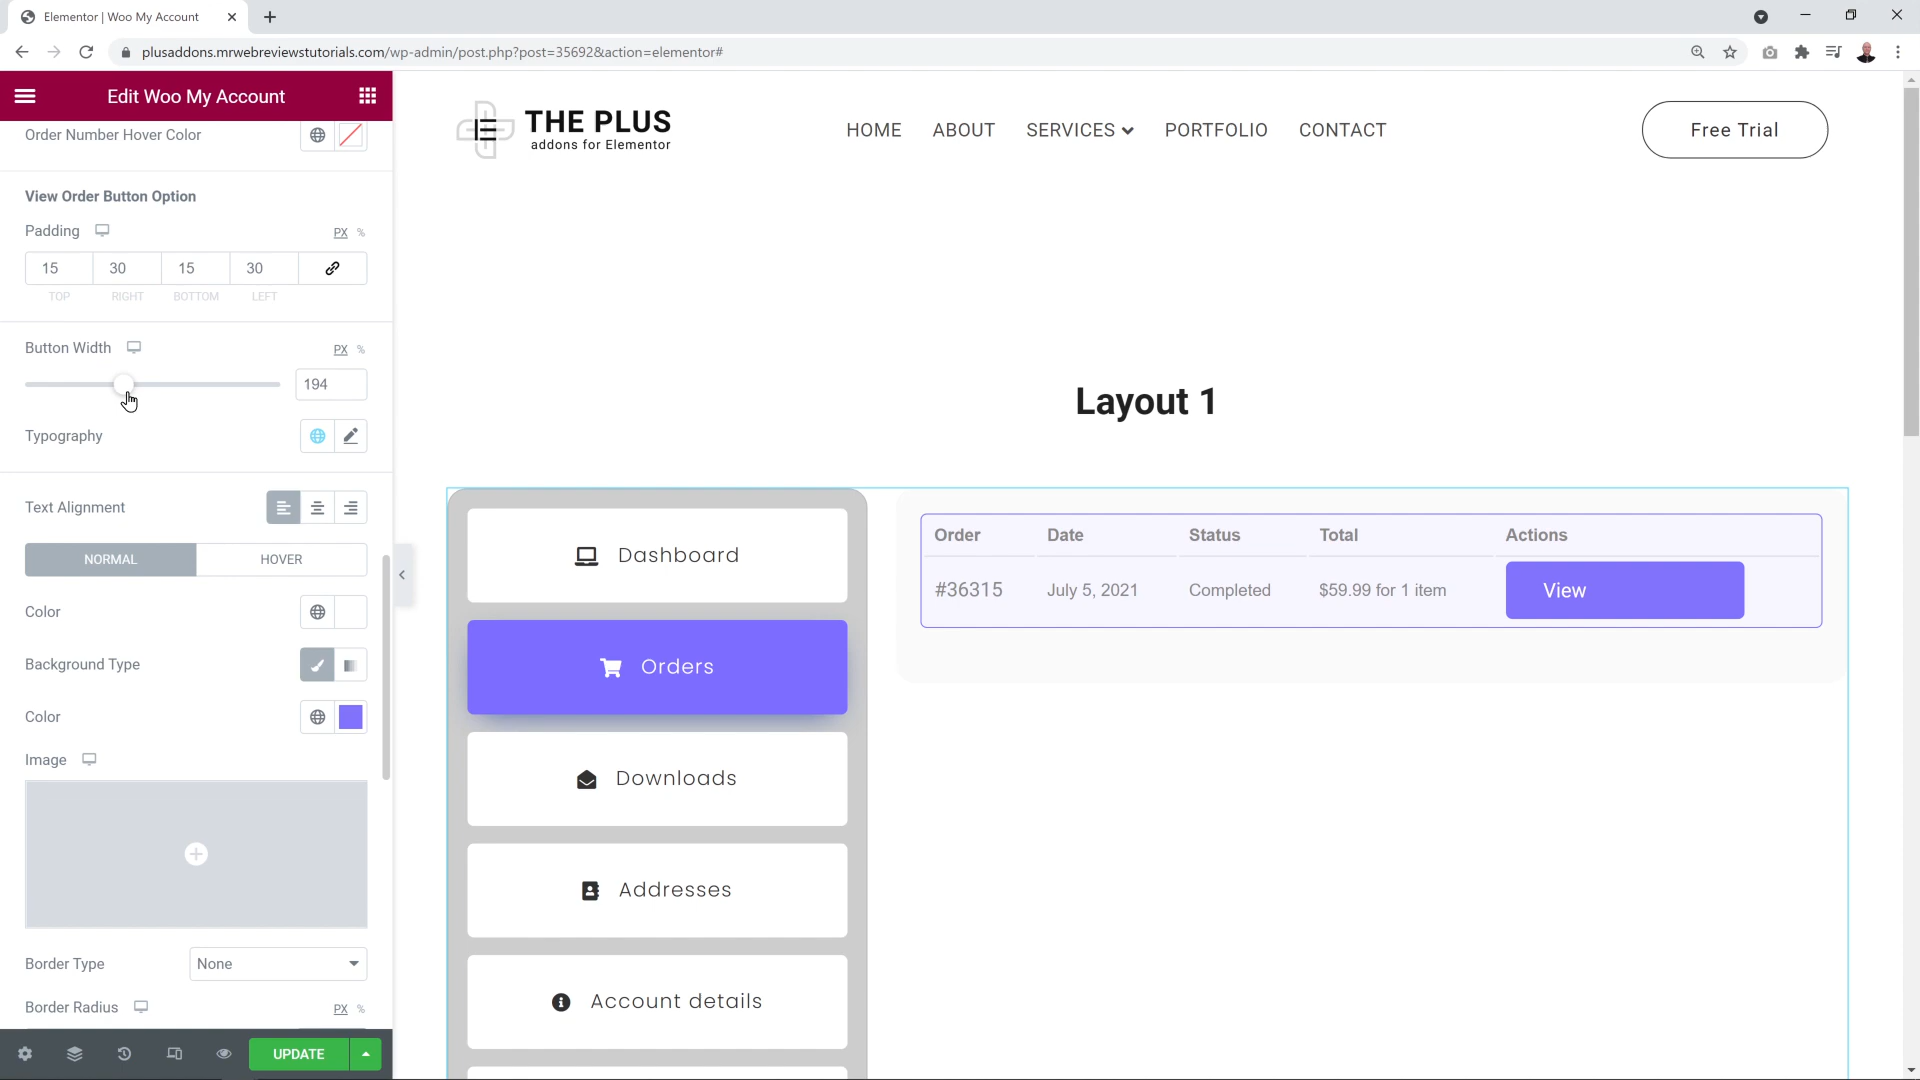 Elementor | Woo My Account
plusaddons.mrwebreviewstutorials.com/wp-admin/post.php?post=35692&action=elementor#
Edit Woo My Account
Order Number Hover Color
View Order Button Option
Padding
PX %
15 30 15 30
TOP RIGHT BOTTOM LEFT
Button Width
PX %
194
Typography
Text Alignment
NORMAL HOVER
Color
Background Type
Color
Image
Border Type None
Border Radius
PX %
UPDATE
THE PLUS
addons for Elementor
HOME ABOUT SERVICES PORTFOLIO CONTACT
Free Trial
Layout 1
Dashboard
Orders
Downloads
Addresses
Account details
Order Date Status Total Actions
#36315 July 5, 2021 Completed $59.99 for 1 item View